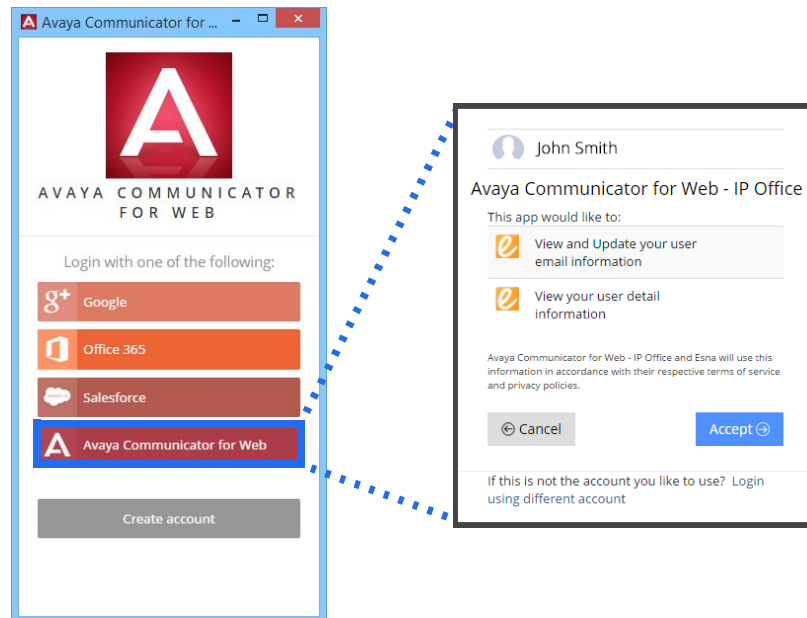 Avaya Communicator for ...
AVAYA COMMUNICATOR
FOR WEB
Login with one of the following:
g+ Google
Office 365
salesforce Salesforce
Avaya Communicator for Web
Create account
John Smith
Avaya Communicator for Web - IP Office
This app would like to:
View and Update your user
email information
View your user detail
information
Avaya Communicator for Web - IP Office and Esna will use this
information in accordance with their respective terms of service
and privacy policies.
Cancel
Accept
If this is not the account you like to use? Login
using different account